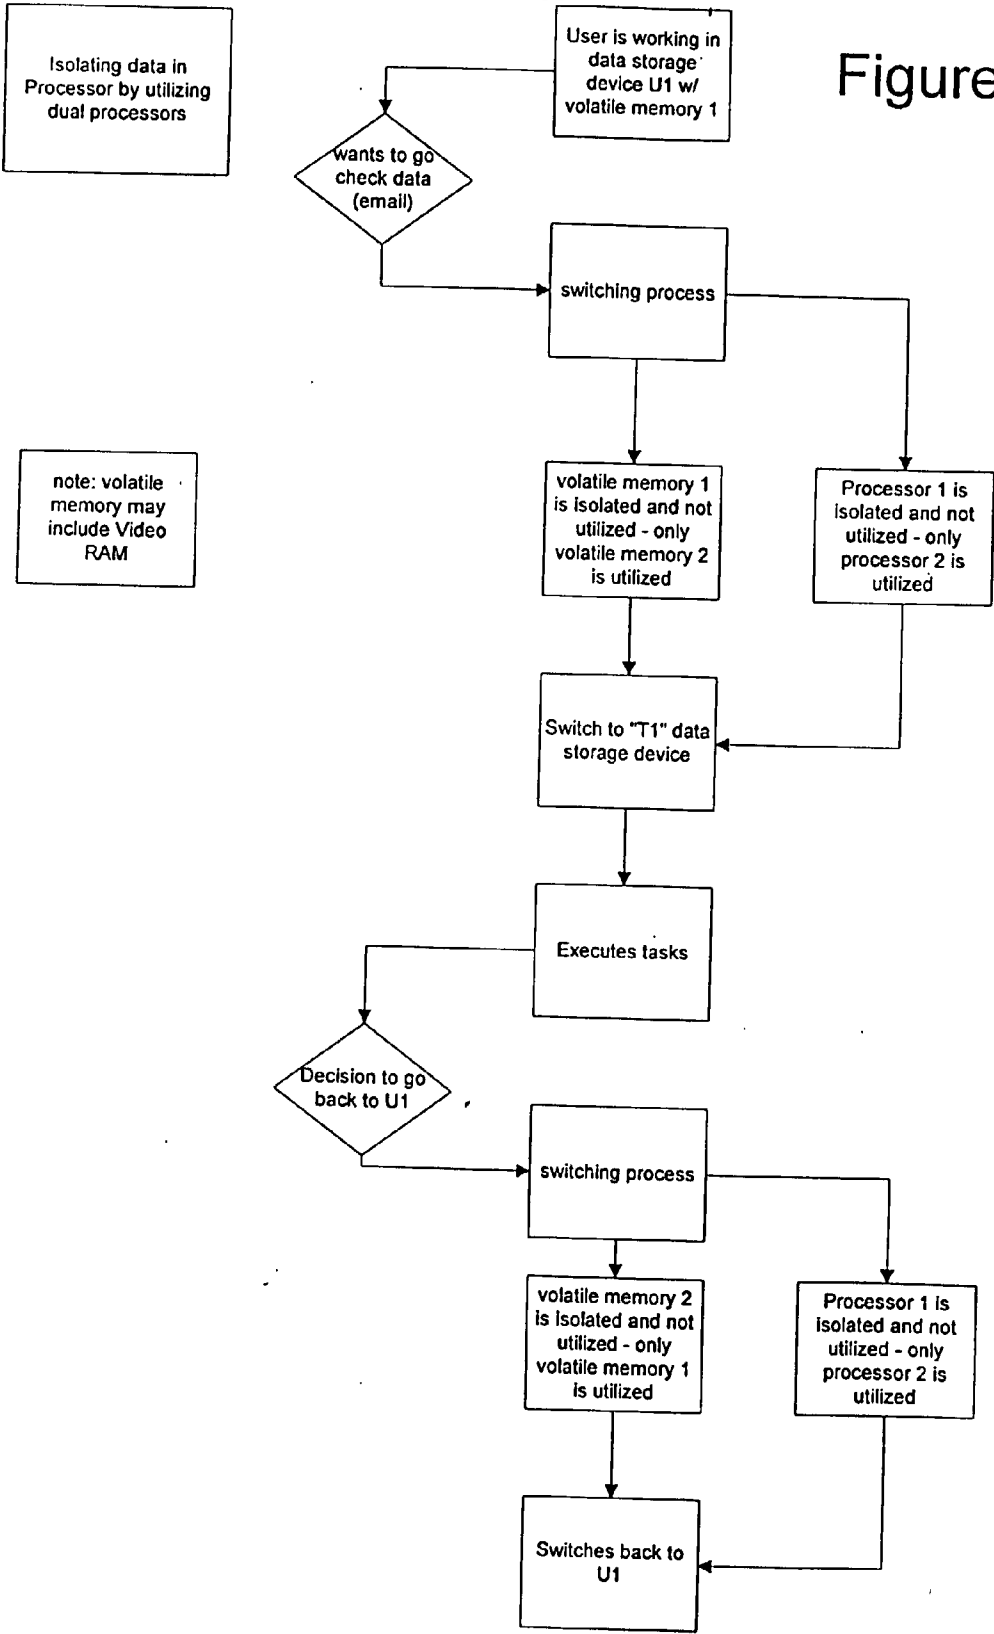 Isolating data in
Processor by utilizing
dual processors
User is working in
data storage
device U1 w/
volatile memory 1
Figure
wants to go
check data
(email)
switching process
note: volatile
memory may
include Video
RAM
volatile memory 1
is isolated and not
utilized - only
volatile memory 2
is utilized
Processor 1 is
isolated and not
utilized - only
processor 2 is
utilized
Switch to "T1" data
storage device
Executes tasks
Decision to go
back to U1
switching process
volatile memory 2
is isolated and not
utilized - only
volatile memory 1
is utilized
Processor 1 is
isolated and not
utilized - only
processor 2 is
utilized
Switches back to
U1